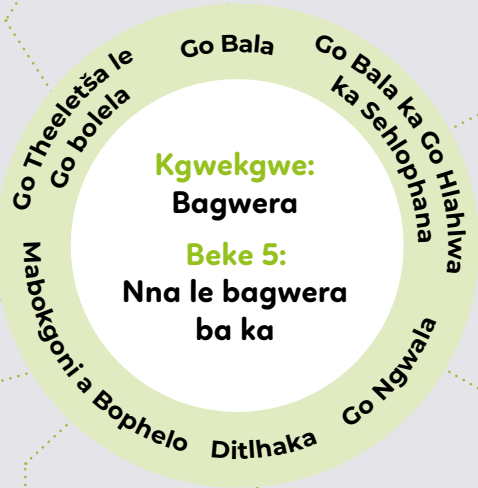 Go Theeletša le
Go bolela
Go Bala
Go Bala ka Go Hlahlwa
ka Sehlophana
Kgwekgwe:
Bagwera
Beke 5:
Nna le bagwera
ba ka
Mabokgoni a Bophelo
Ditlhaka
Go Ngwala